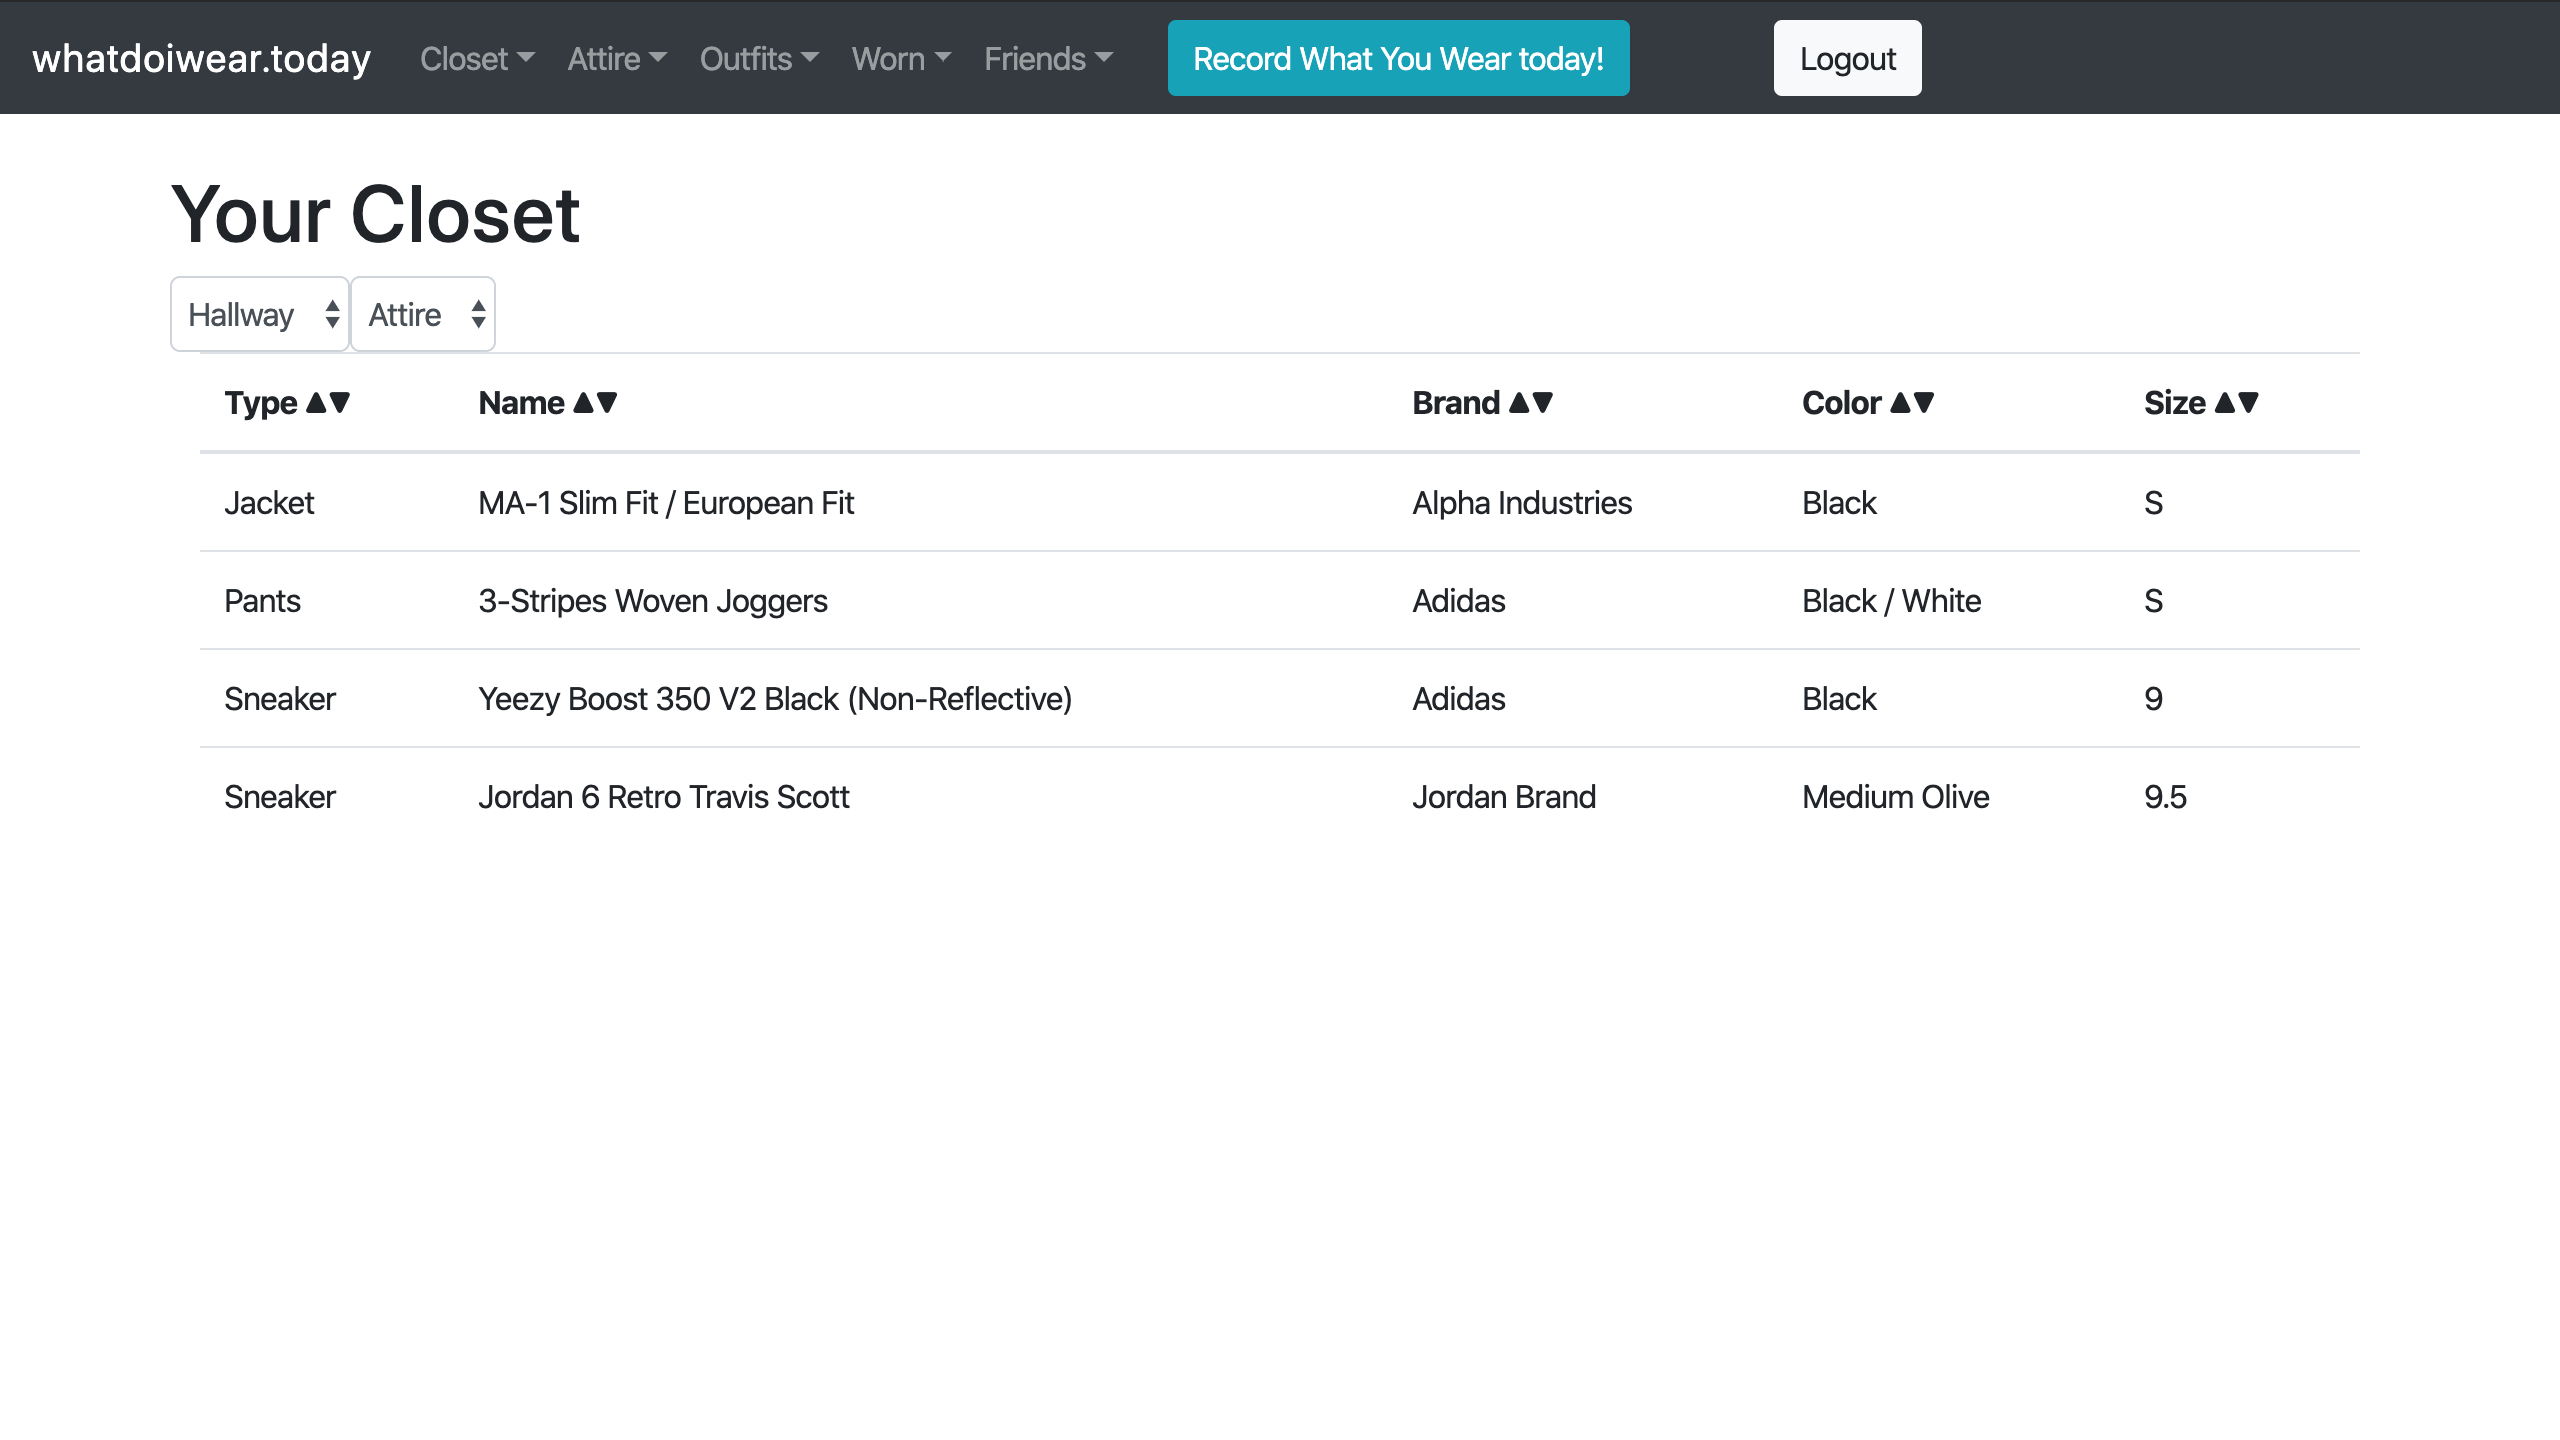 whatdoiwear.today Closet Attire Outfits Worn Friends Record What You Wear today! Logout
Your Closet
Hallway Attire
Type ▲▼ Name ▲▼ Brand ▲▼ Color ▲▼ Size ▲▼
Jacket MA-1 Slim Fit / European Fit Alpha Industries Black S
Pants 3-Stripes Woven Joggers Adidas Black / White S
Sneaker Yeezy Boost 350 V2 Black (Non-Reflective) Adidas Black 9
Sneaker Jordan 6 Retro Travis Scott Jordan Brand Medium Olive 9.5